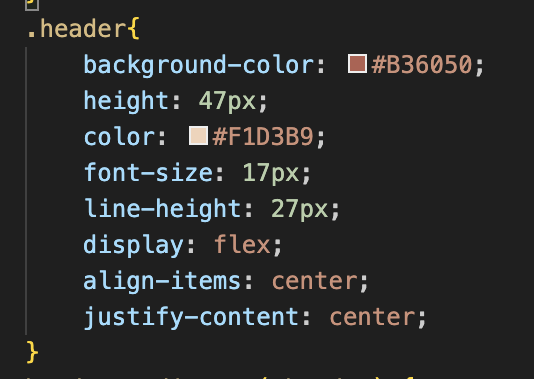 }
.header{
background-color: #B36050;
height: 47px;
color: #F1D3B9;
font-size: 17px;
line-height: 27px;
display: flex;
align-items: center;
justify-content: center;
}